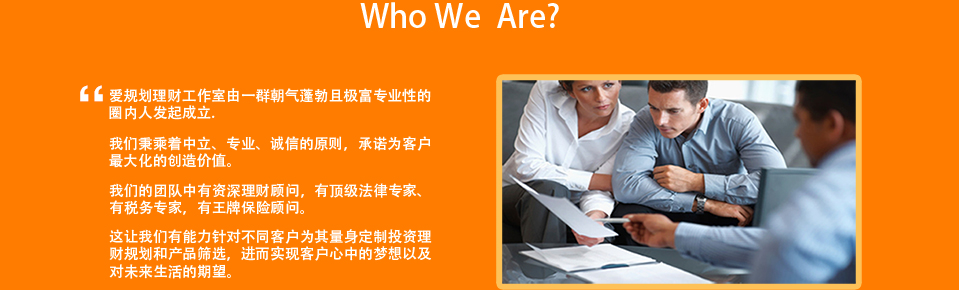 Who We Are?
“
爱规划理财工作室由一群朝气蓬勃且极富专业性的
圈内人发起成立.
我们秉乘着中立、专业、诚信的原则，承诺为客户
最大化的创造价值。
我们的团队中有资深理财顾问，有顶级法律专家、
有税务专家，有王牌保险顾问。
这让我们有能力针对不同客户为其量身定制投资理
财规划和产品筛选，进而实现客户心中的梦想以及
对未来生活的期望。